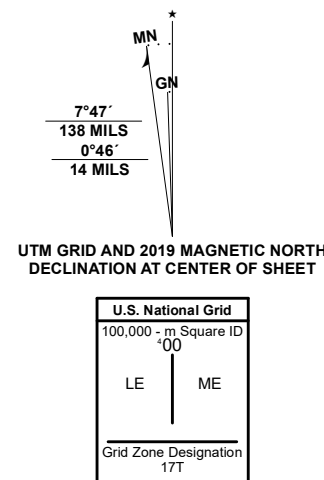 ★
MN
GN
7°47´
138 MILS
0°46´
14 MILS
UTM GRID AND 2019 MAGNETIC NORTH
DECLINATION AT CENTER OF SHEET
U.S. National Grid
100,000 - m Square ID
⁴00
LE ME
Grid Zone Designation
17T